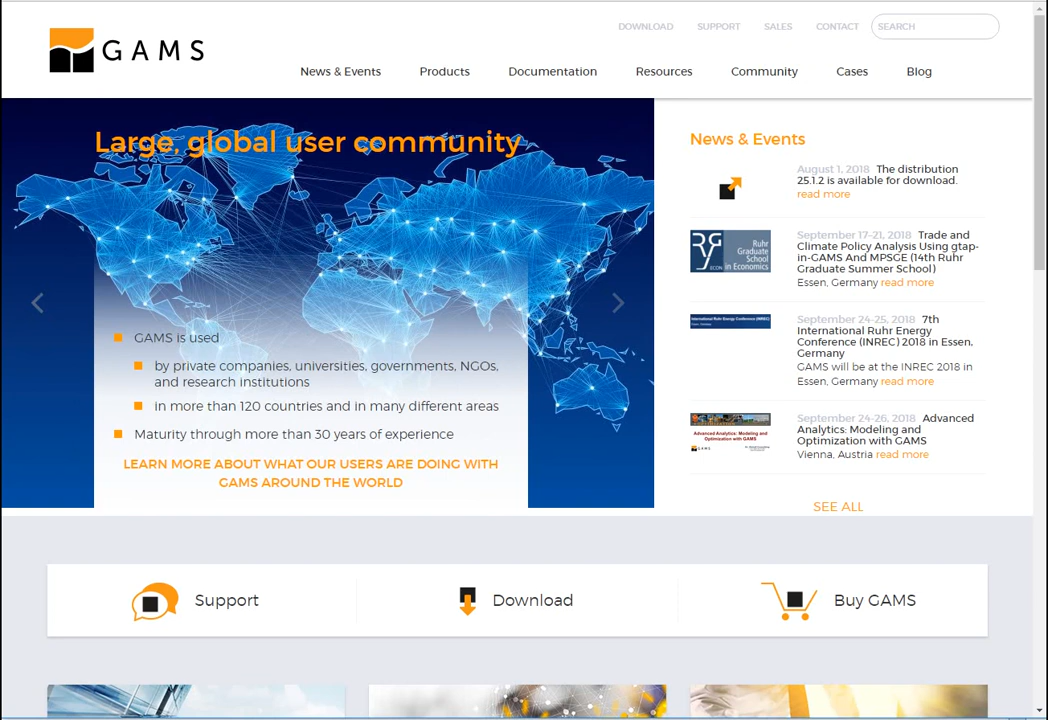 DOWNLOAD SUPPORT SALES CONTACT SEARCH
GAMS
News & Events Products Documentation Resources Community Cases Blog
Large, global user community
GAMS is used
by private companies, universities, governments, NGOs,
and research institutions
in more than 120 countries and in many different areas
Maturity through more than 30 years of experience
LEARN MORE ABOUT WHAT OUR USERS ARE DOING WITH
GAMS AROUND THE WORLD
News & Events
August 1, 2018 The distribution
25.1.2 is available for download.
read more
RGS
ECON
Ruhr
Graduate
School
in Economics
September 17-21, 2018 Trade and
Climate Policy Analysis Using gtap-
in-GAMS And MPSGE (14th Ruhr
Graduate Summer School)
Essen, Germany read more
International Ruhr Energy Conference (INREC)
September 24-25, 2018 7th
International Ruhr Energy
Conference (INREC) 2018 in Essen,
Germany
GAMS will be at the INREC 2018 in
Essen, Germany read more
Advanced Analytics: Modeling and
Optimization with GAMS
GAMS
September 24-26, 2018 Advanced
Analytics: Modeling and
Optimization with GAMS
Vienna, Austria read more
SEE ALL
Support
Download
Buy GAMS